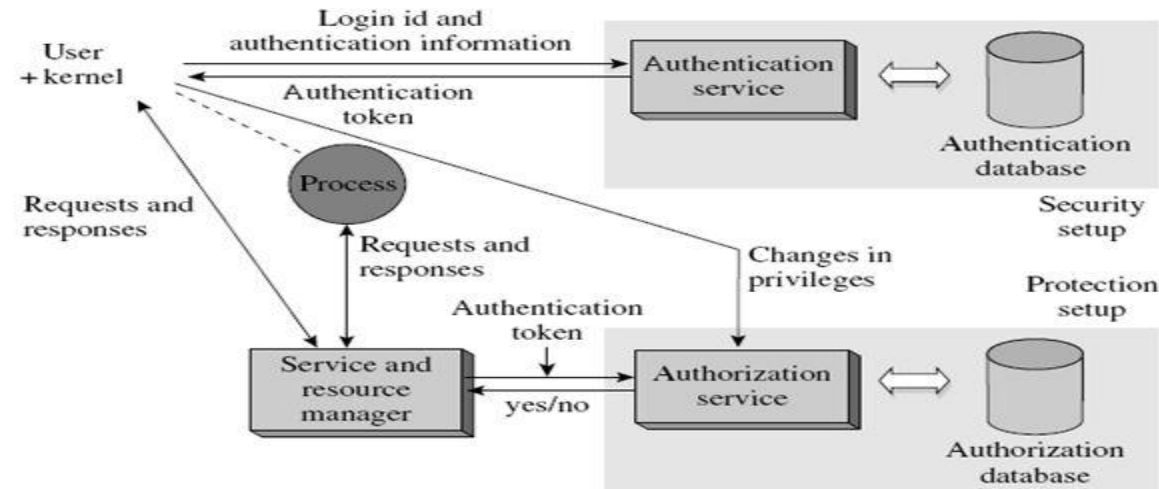 Login id and
authentication information
User
+ kernel
Authentication
service
Authentication
token
Authentication
database
Process
Requests and
responses
Security
setup
Requests and
responses
Changes in
privileges
Protection
setup
Authentication
token
Service and
resource
manager
Authorization
service
yes/no
Authorization
database